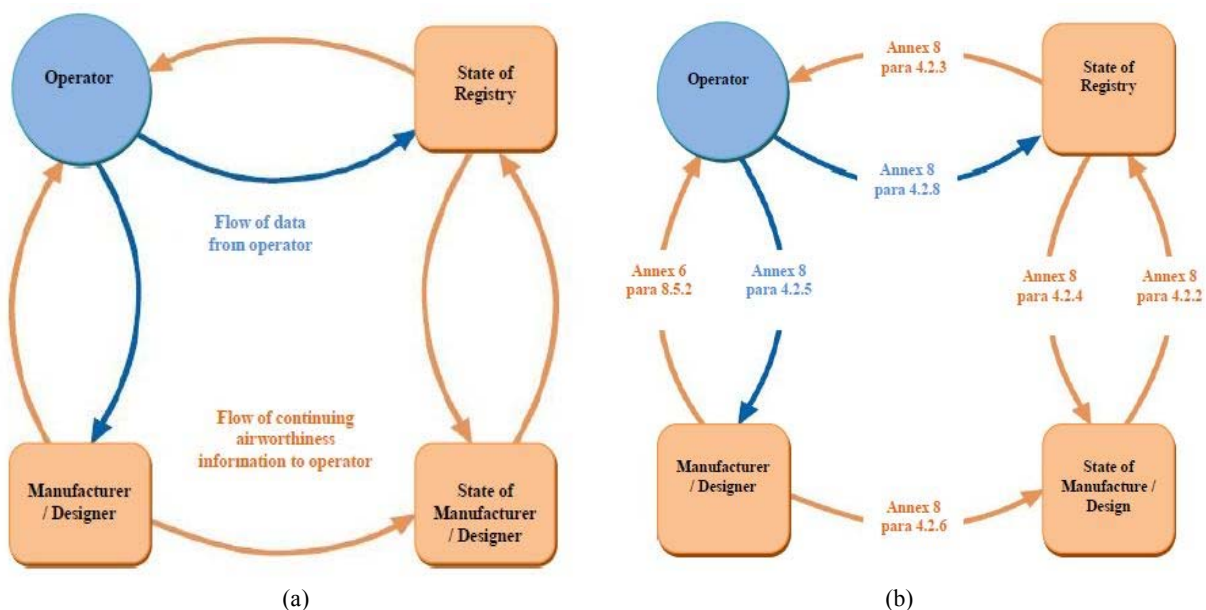 Operator
State of
Registry
Flow of data
from operator
Flow of continuing
airworthiness
information to operator
Manufacturer
/ Designer
State of
Manufacturer
/ Designer
(a)
Annex 8
para 4.2.3
Operator
State of
Registry
Annex 8
para 4.2.8
Annex 6
para 8.5.2
Annex 8
para 4.2.5
Annex 8
para 4.2.4
Annex 8
para 4.2.2
Manufacturer
/ Designer
State of
Manufacture /
Design
Annex 8
para 4.2.6
(b)